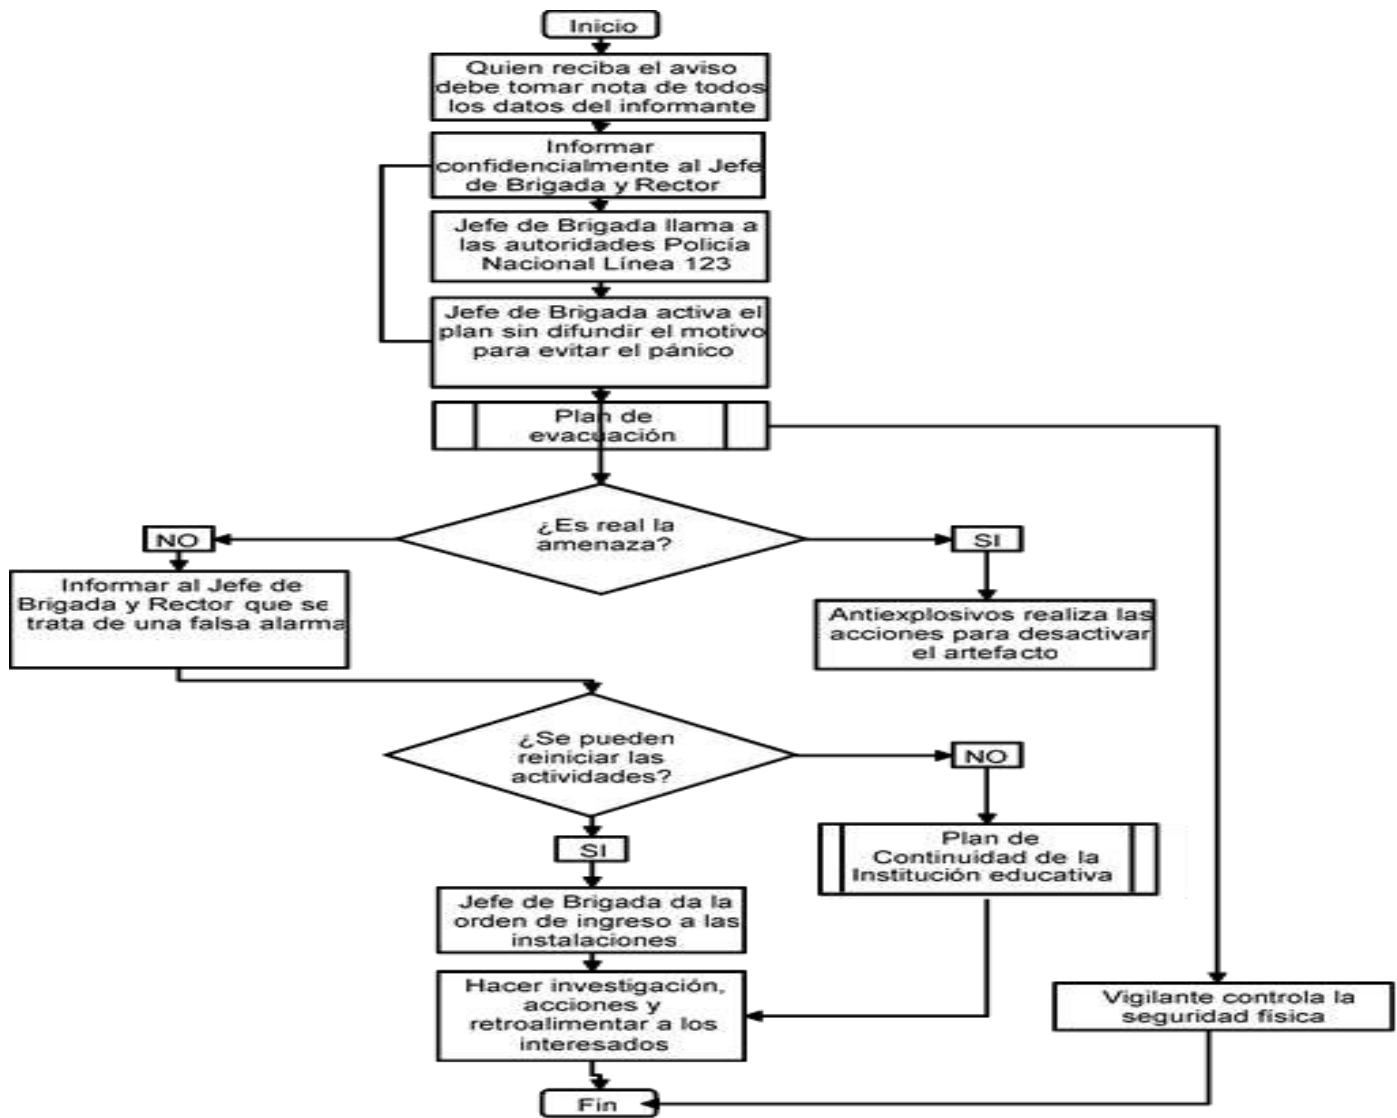 Inicio
Quien reciba el aviso
debe tomar nota de todos
los datos del informante
Informar
confidencialmente al Jefe
de Brigada y Rector
Jefe de Brigada llama a
las autoridades Policía
Nacional Línea 123
Jefe de Brigada activa el
plan sin difundir el motivo
para evitar el pánico
Plan de
evacuación
¿Es real la
amenaza?
NO
SI
Informar al Jefe de
Brigada y Rector que se
trata de una falsa alarma
Antiexplosivos realiza las
acciones para desactivar
el artefacto
¿Se pueden
reiniciar las
actividades?
NO
SI
Plan de
Continuidad de la
Institución educativa
Jefe de Brigada da la
orden de ingreso a las
instalaciones
Hacer investigación,
acciones y
retroalimentar a los
interesados
Vigilante controla la
seguridad física
Fin